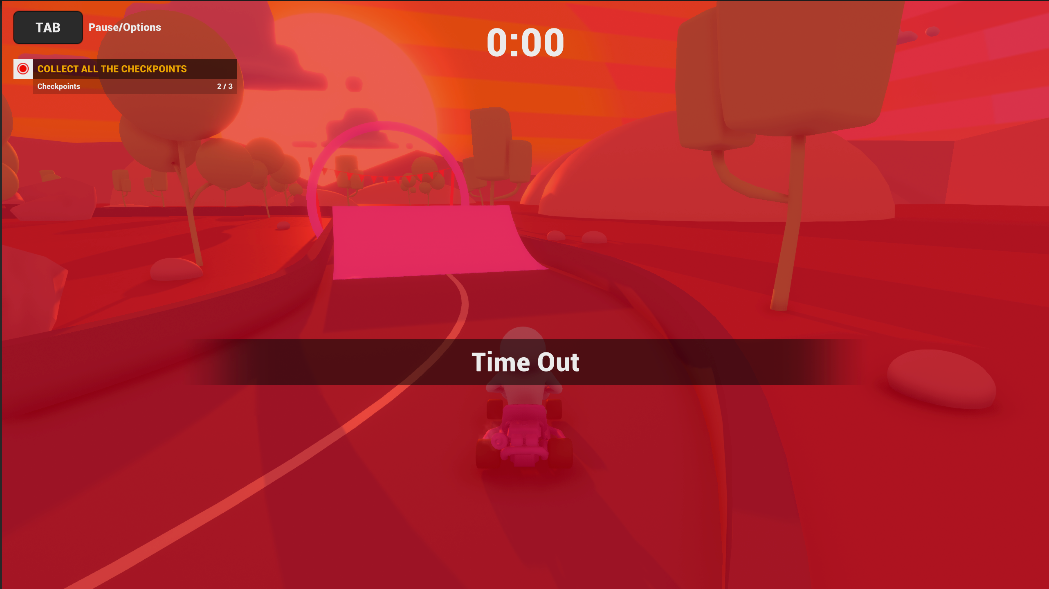 TAB Pause/Options
0:00
COLLECT ALL THE CHECKPOINTS
Checkpoints 2 / 3
Time Out